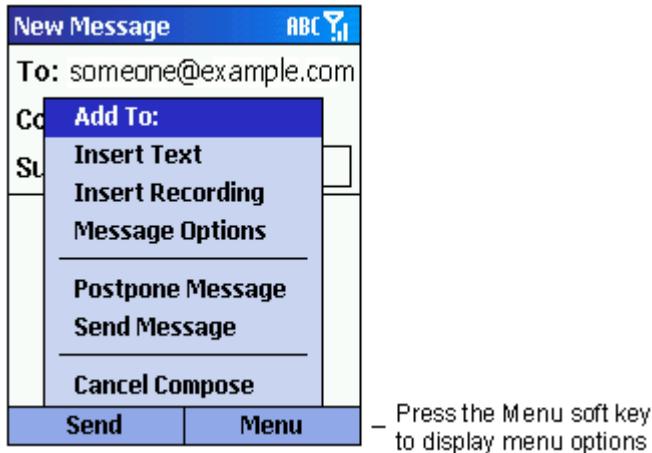 New Message ABC
To: someone@example.com
Cc
Su
Add To:
Insert Text
Insert Recording
Message Options
Postpone Message
Send Message
Cancel Compose
Send Menu
Press the Menu soft key
to display menu options